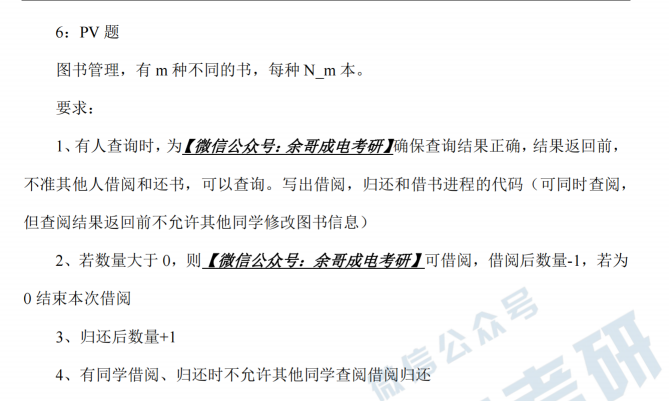 6：PV 题
图书管理，有 m 种不同的书，每种 N_m 本。
要求：
1、有人查询时，为【微信公众号：余哥成电考研】确保查询结果正确，结果返回前，
不准其他人借阅和还书，可以查询。写出借阅，归还和借书进程的代码（可同时查阅，
但查阅结果返回前不允许其他同学修改图书信息）
2、若数量大于 0，则【微信公众号：余哥成电考研】可借阅，借阅后数量-1，若为
0 结束本次借阅
3、归还后数量+1
4、有同学借阅、归还时不允许其他同学查阅借阅归还
微信公众号
考研